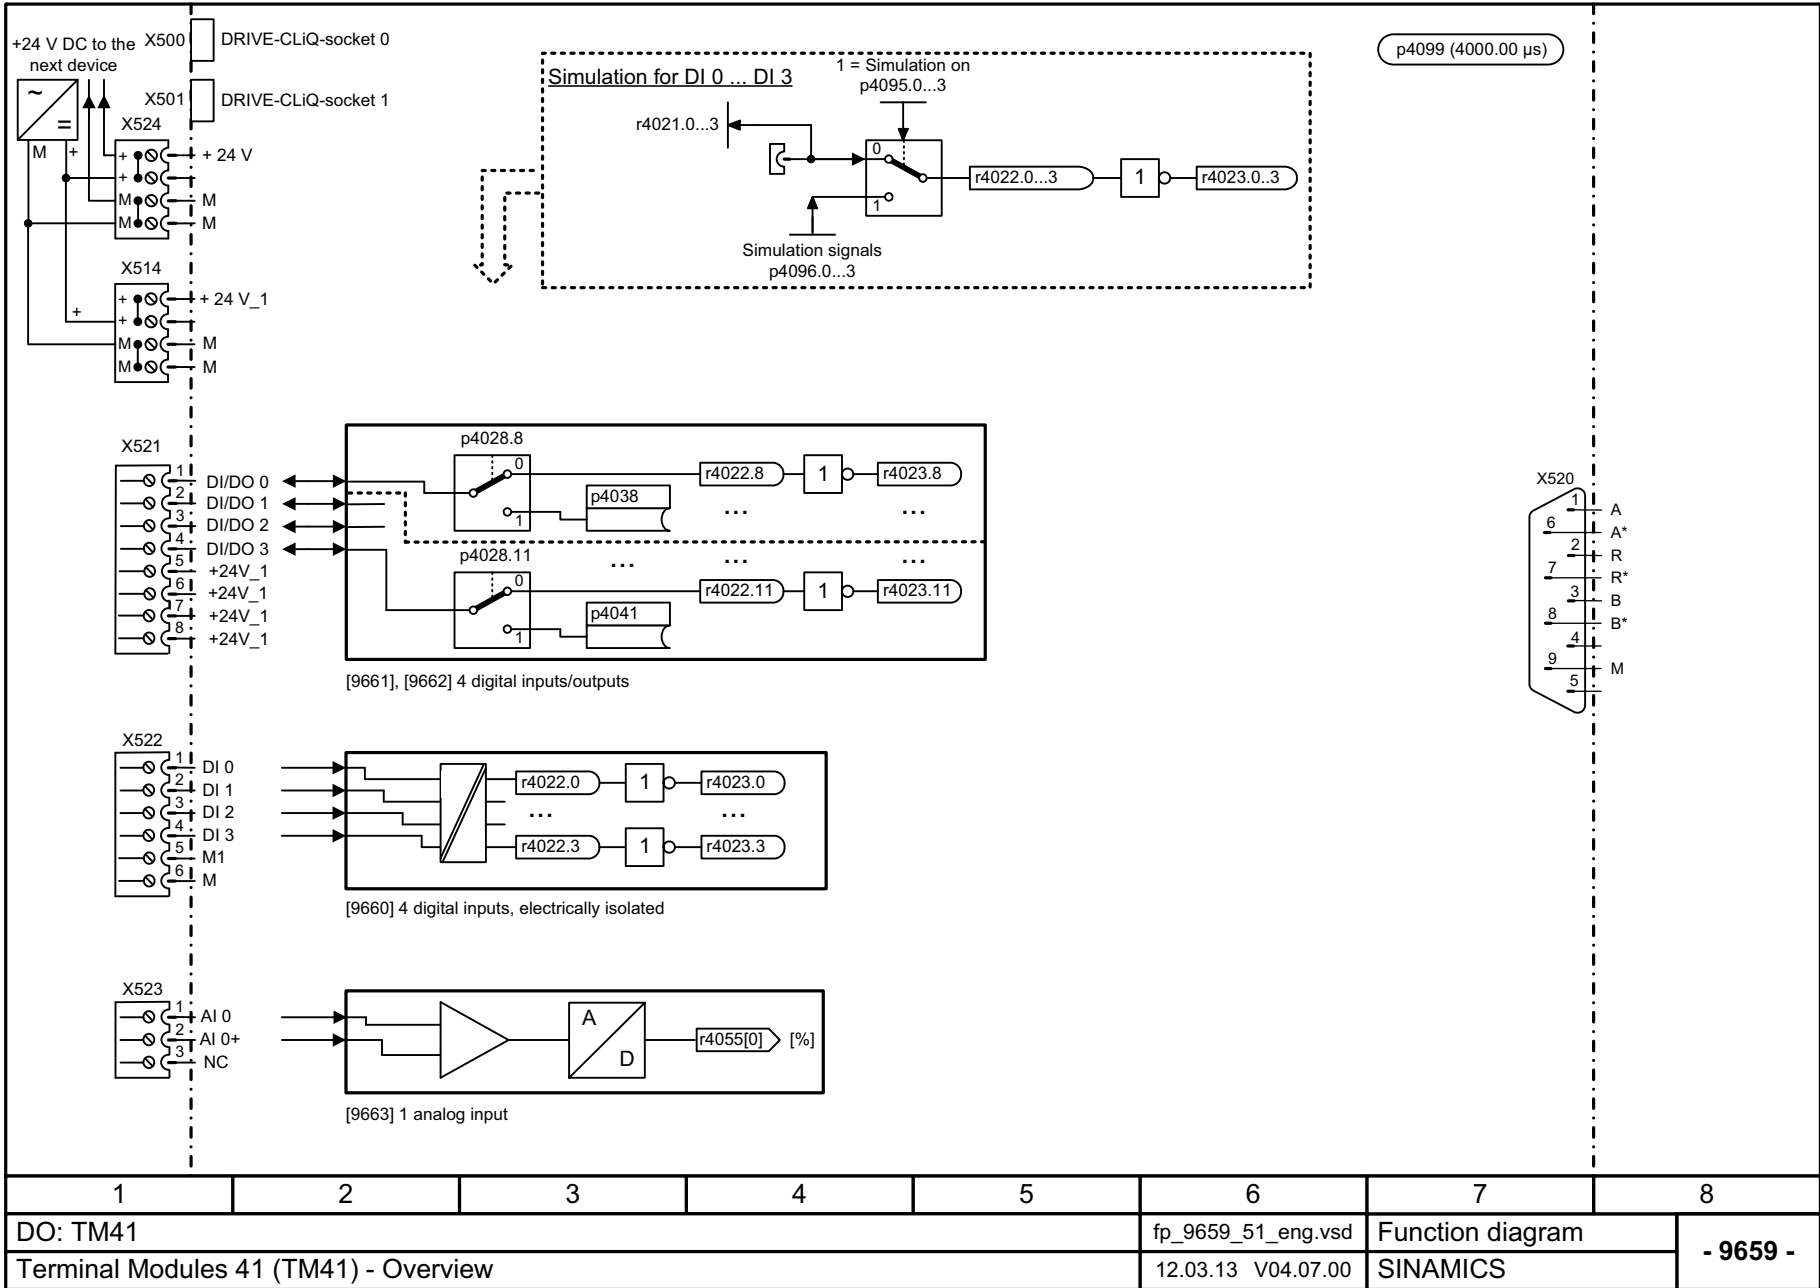 +24 V DC to the
next device
X500
DRIVE-CLiQ-socket 0
X501
DRIVE-CLiQ-socket 1
~
=
M
+
X524
+
+ 24 V
+
M
M
M
M
X514
+
+ 24 V_1
+
+
M
M
M
M
Simulation for DI 0 ... DI 3
1 = Simulation on
p4095.0...3
r4021.0...3
0
1
r4022.0...3
1
r4023.0..3
Simulation signals
p4096.0...3
p4099 (4000.00 µs)
X521
1 DI/DO 0
2 DI/DO 1
3 DI/DO 2
4 DI/DO 3
5 +24V_1
6 +24V_1
7 +24V_1
8 +24V_1
p4028.8
0
1
p4038
r4022.8
1
r4023.8
... ...
p4028.11
... ... ...
0
1
p4041
r4022.11
1
r4023.11
[9661], [9662] 4 digital inputs/outputs
X520
1 A
6 A*
2 R
7 R*
3 B
8 B*
4
9 M
5
X522
1 DI 0
2 DI 1
3 DI 2
4 DI 3
5 M1
6 M
r4022.0
1
r4023.0
... ...
r4022.3
1
r4023.3
[9660] 4 digital inputs, electrically isolated
X523
1 AI 0
2 AI 0+
3 NC
A
D
r4055[0]
[%]
[9663] 1 analog input
1 2 3 4 5 6 7 8
DO: TM41
fp_9659_51_eng.vsd
Function diagram
- 9659 -
Terminal Modules 41 (TM41) - Overview
12.03.13 V04.07.00
SINAMICS